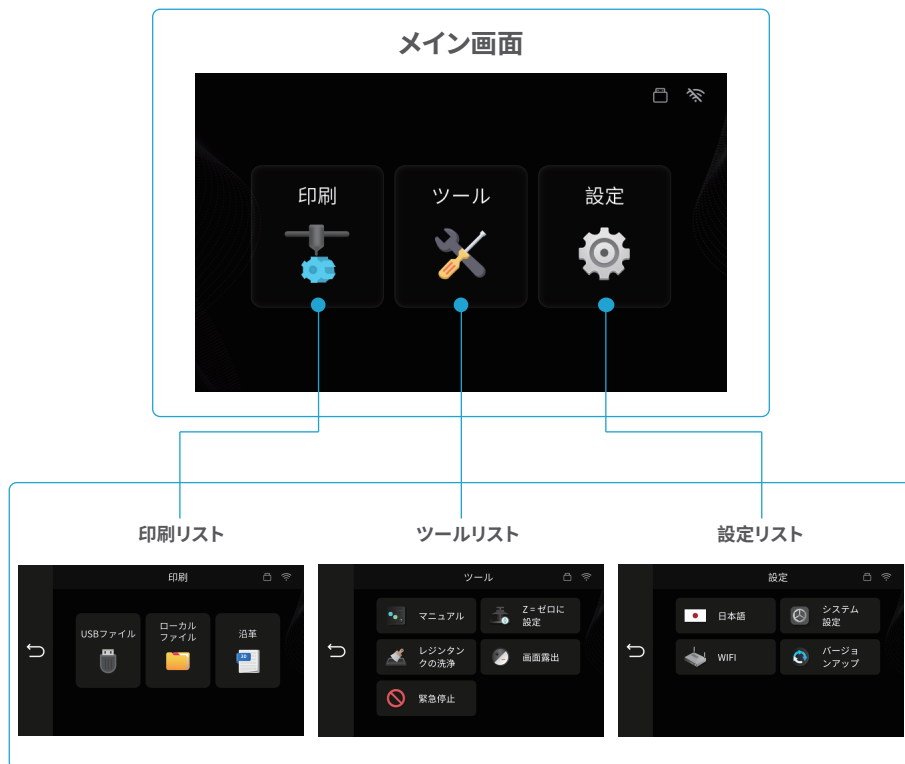 メイン画面
印刷
ツール
設定
印刷リスト
ツールリスト
設定リスト
印刷
USBファイル
ローカル
ファイル
沿革
ツール
マニュアル
Z = ゼロに
設定
レジンタン
クの洗浄
画面露出
緊急停止
設定
日本語
システム
設定
WIFI
バージョ
ンアップ